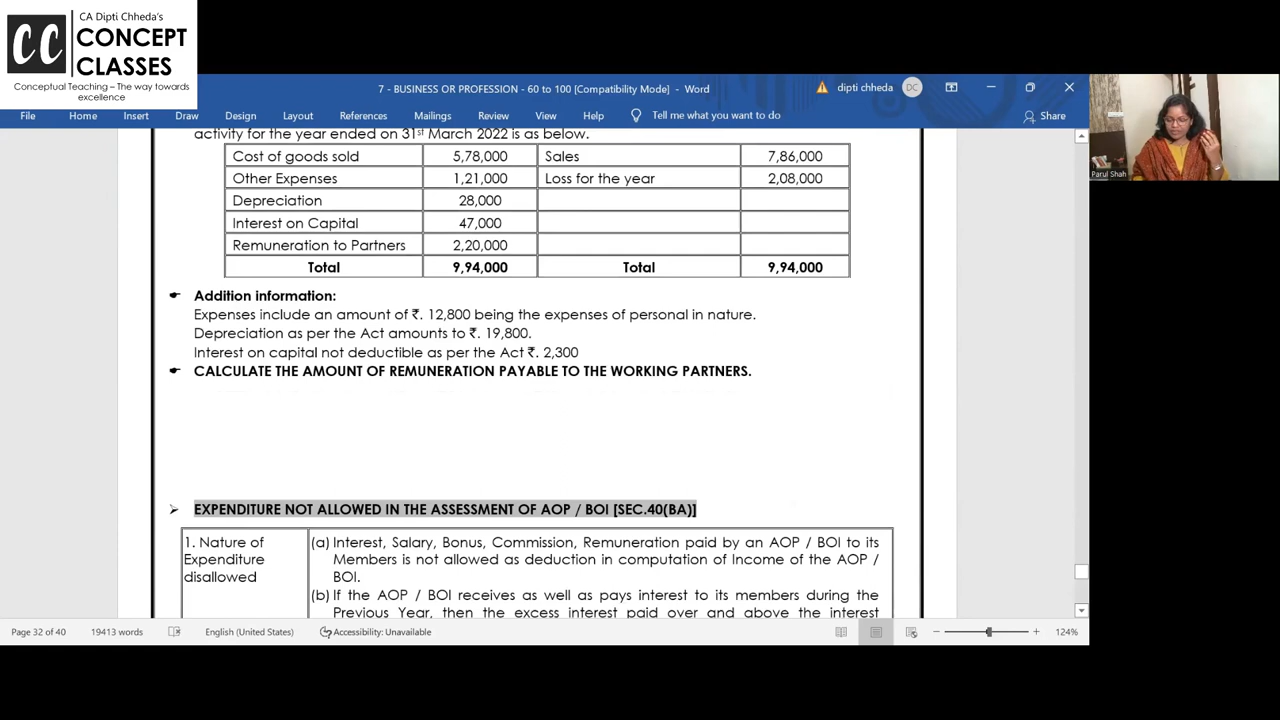 CA Dipti Chheda's
CC CONCEPT
CLASSES
Conceptual Teaching – The way towards
excellence
7 - BUSINESS OR PROFESSION - 60 to 100 [Compatibility Mode] - Word
dipti chheda DC
File Home Insert Draw Design Layout References Mailings Review View Help Tell me what you want to do Share
activity for the year ended on 31st March 2022 is as below.
Cost of goods sold 5,78,000 Sales 7,86,000
Other Expenses 1,21,000 Loss for the year 2,08,000
Depreciation 28,000
Interest on Capital 47,000
Remuneration to Partners 2,20,000
Total 9,94,000 Total 9,94,000
Addition information:
Expenses include an amount of ₹. 12,800 being the expenses of personal in nature.
Depreciation as per the Act amounts to ₹. 19,800.
Interest on capital not deductible as per the Act ₹. 2,300
CALCULATE THE AMOUNT OF REMUNERATION PAYABLE TO THE WORKING PARTNERS.
EXPENDITURE NOT ALLOWED IN THE ASSESSMENT OF AOP / BOI [SEC.40(BA)]
1. Nature of
Expenditure
disallowed
(a) Interest, Salary, Bonus, Commission, Remuneration paid by an AOP / BOI to its
Members is not allowed as deduction in computation of Income of the AOP /
BOI.
(b) If the AOP / BOI receives as well as pays interest to its members during the
Previous Year, then the excess interest paid over and above the interest
Page 32 of 40 19413 words English (United States) Accessibility: Unavailable 124%
Parul Shah